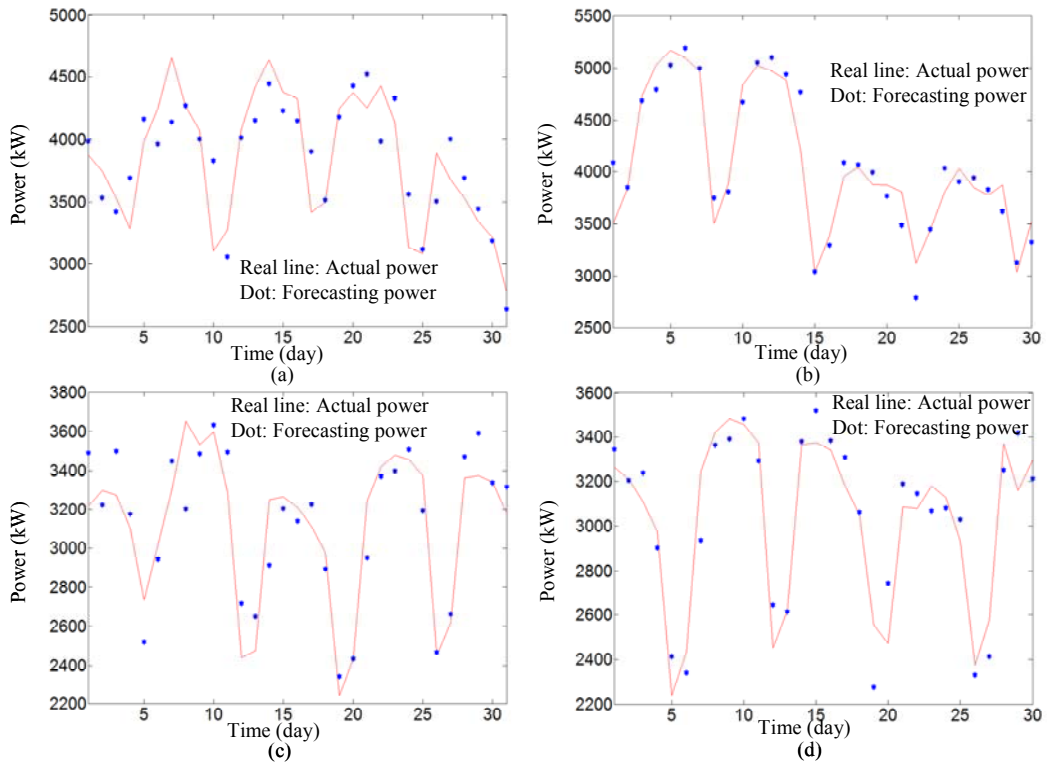 5000
4500
4000
3500
3000
2500
Power (kW)
Real line: Actual power
Dot: Forecasting power
5 10 15 20 25 30
Time (day)
(a)
5500
5000
4500
4000
3500
3000
2500
Power (kW)
Real line: Actual power
Dot: Forecasting power
5 10 15 20 25 30
Time (day)
(b)
3800
3600
3400
3200
3000
2800
2600
2400
2200
Power (kW)
Real line: Actual power
Dot: Forecasting power
5 10 15 20 25 30
Time (day)
(c)
3600
3400
3200
3000
2800
2600
2400
2200
Power (kW)
Real line: Actual power
Dot: Forecasting power
5 10 15 20 25 30
Time (day)
(d)